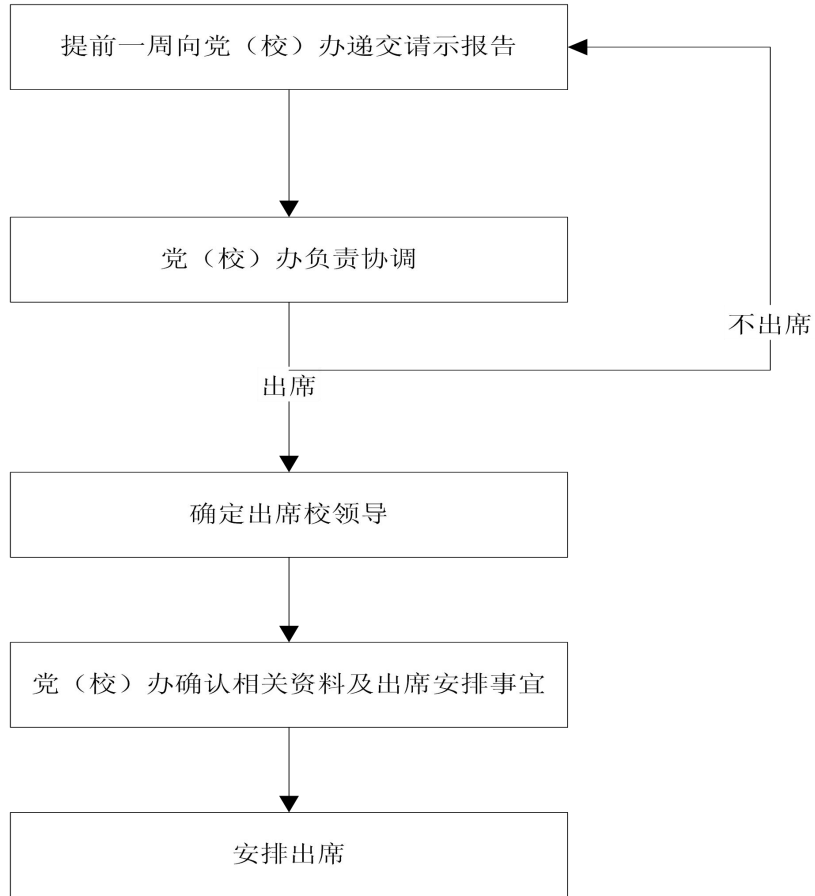 提前一周向党（校）办递交请示报告
党（校）办负责协调
不出席
出席
确定出席校领导
党（校）办确认相关资料及出席安排事宜
安排出席